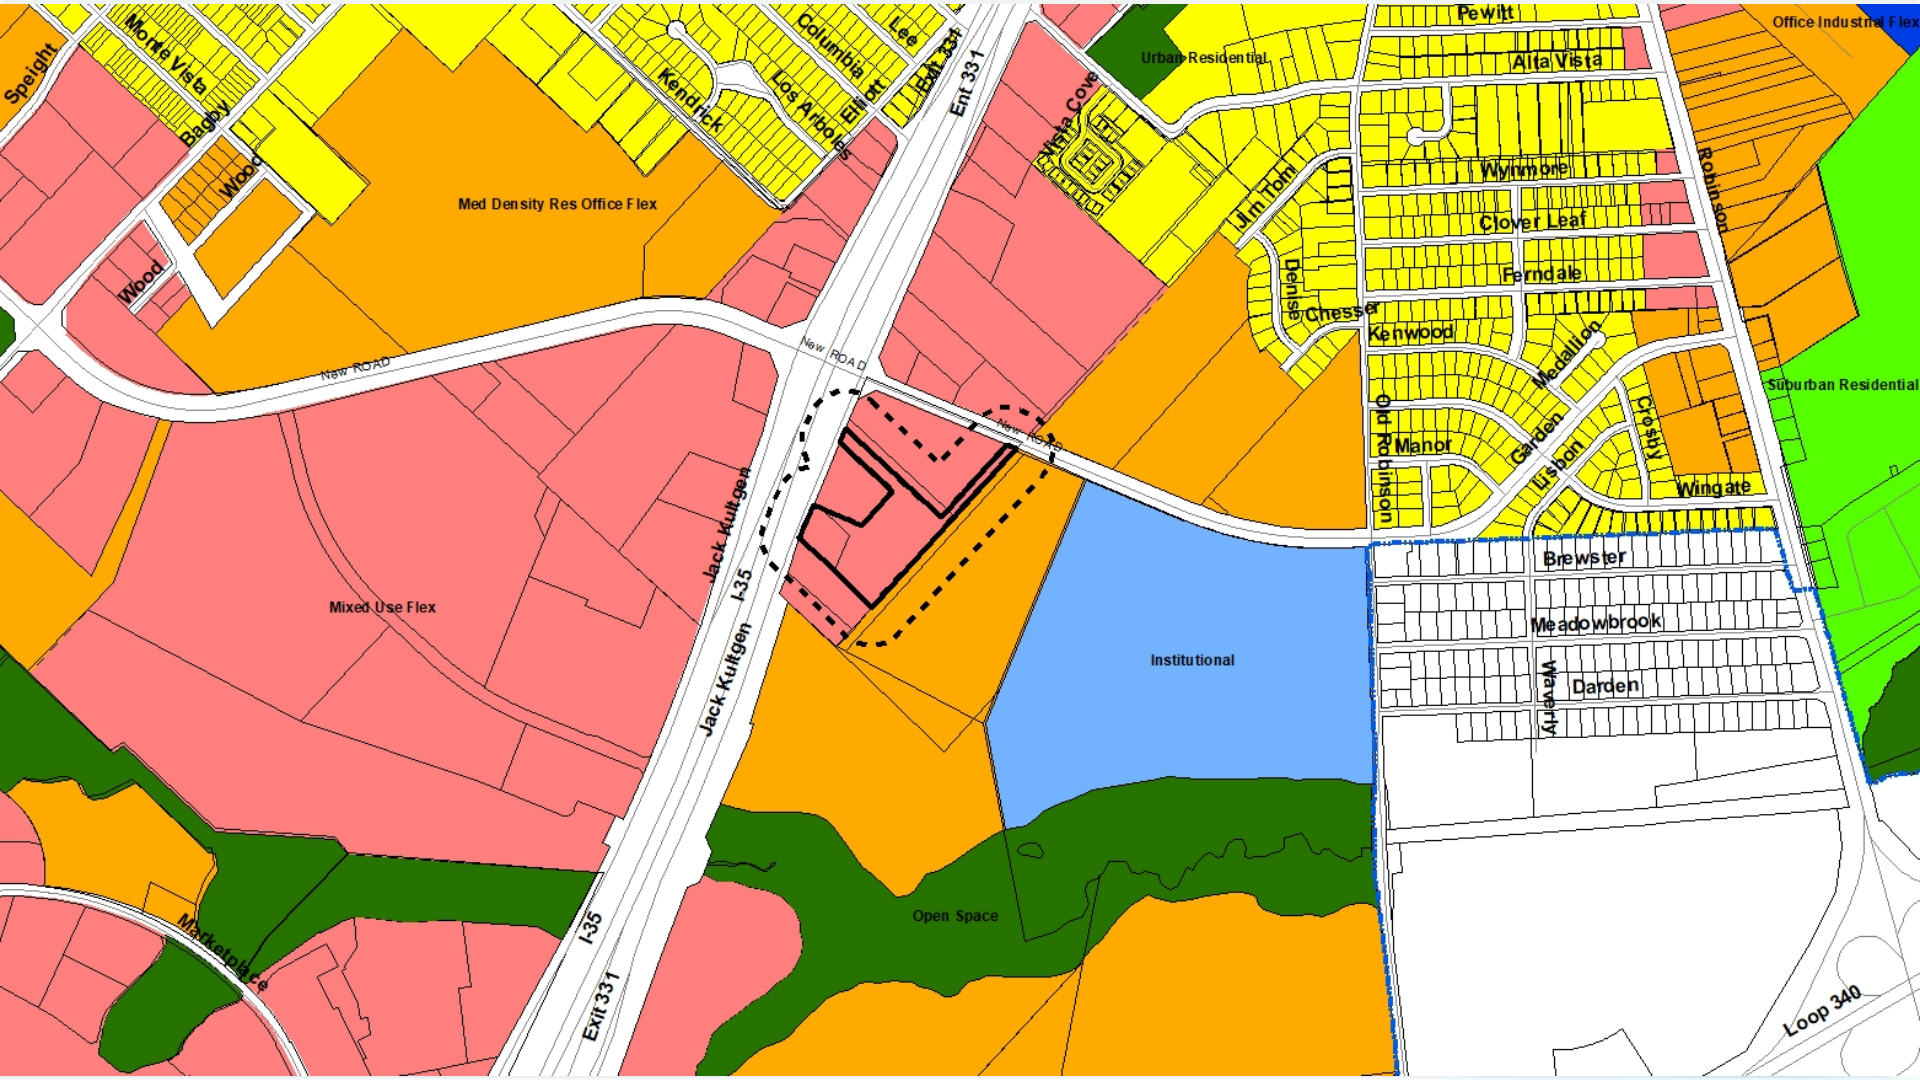 Pewitt
Office Industrial Flex
Monte Vista
Columbia
Lee
Exit 331
Ent 331
Speight
Urban Residential
Alta Vista
Kendrick
Los Arboles
Elliott
Vista Cove
Bagby
Wood
Wynmore
Robinson
Jim Tom
Med Density Res Office Flex
Clover Leaf
Wood
Denise
Ferndale
Chesser
Kenwood
Medallion
New ROAD
New ROAD
Suburban Residential
Old Robinson
Crosby
New ROAD
Manor
Garden
Lisbon
Wingate
Jack Kultgen
Brewster
I-35
Mixed Use Flex
Meadowbrook
Institutional
Jack Kultgen
Waverly
Darden
Open Space
Marketplace
I-35
Exit 331
Loop 340